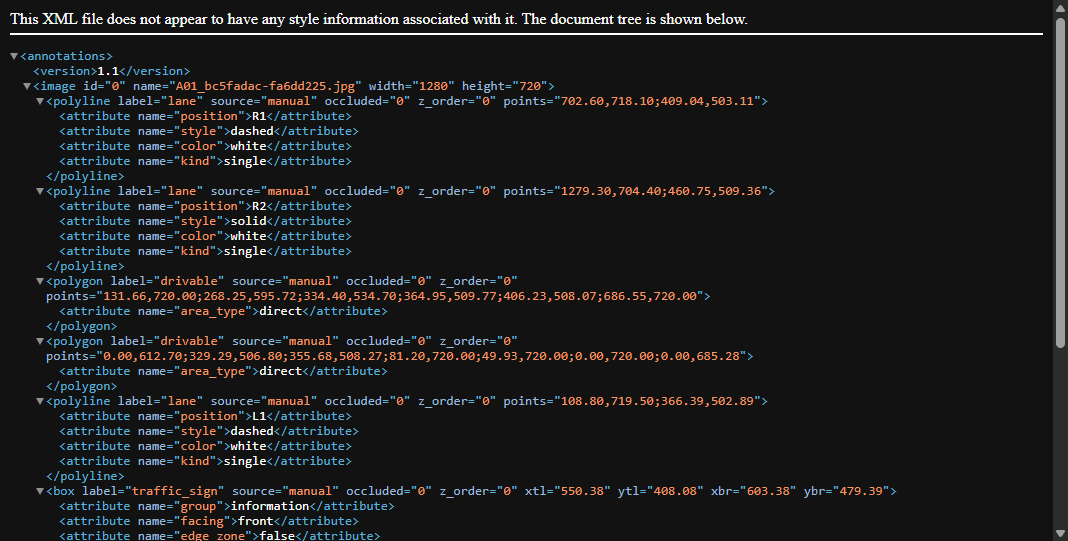 This XML file does not appear to have any style information associated with it. The document tree is shown below.
▼<annotations>
<version>1.1</version>
▼<image id="0" name="A01_bc5fadac-fa6dd225.jpg" width="1280" height="720">
▼<polyline label="lane" source="manual" occluded="0" z_order="0" points="702.60,718.10;409.04,503.11">
<attribute name="position">R1</attribute>
<attribute name="style">dashed</attribute>
<attribute name="color">white</attribute>
<attribute name="kind">single</attribute>
</polyline>
▼<polyline label="lane" source="manual" occluded="0" z_order="0" points="1279.30,704.40;460.75,509.36">
<attribute name="position">R2</attribute>
<attribute name="style">solid</attribute>
<attribute name="color">white</attribute>
<attribute name="kind">single</attribute>
</polyline>
▼<polygon label="drivable" source="manual" occluded="0" z_order="0"
points="131.66,720.00;268.25,595.72;334.40,534.70;364.95,509.77;406.23,508.07;686.55,720.00">
<attribute name="area_type">direct</attribute>
</polygon>
▼<polygon label="drivable" source="manual" occluded="0" z_order="0"
points="0.00,612.70;329.29,506.80;355.68,508.27;81.20,720.00;49.93,720.00;0.00,720.00;0.00,685.28">
<attribute name="area_type">direct</attribute>
</polygon>
▼<polyline label="lane" source="manual" occluded="0" z_order="0" points="108.80,719.50;366.39,502.89">
<attribute name="position">L1</attribute>
<attribute name="style">dashed</attribute>
<attribute name="color">white</attribute>
<attribute name="kind">single</attribute>
</polyline>
▼<box label="traffic_sign" source="manual" occluded="0" z_order="0" xtl="550.38" ytl="408.08" xbr="603.38" ybr="479.39">
<attribute name="group">information</attribute>
<attribute name="facing">front</attribute>
<attribute name="edge_zone">false</attribute>